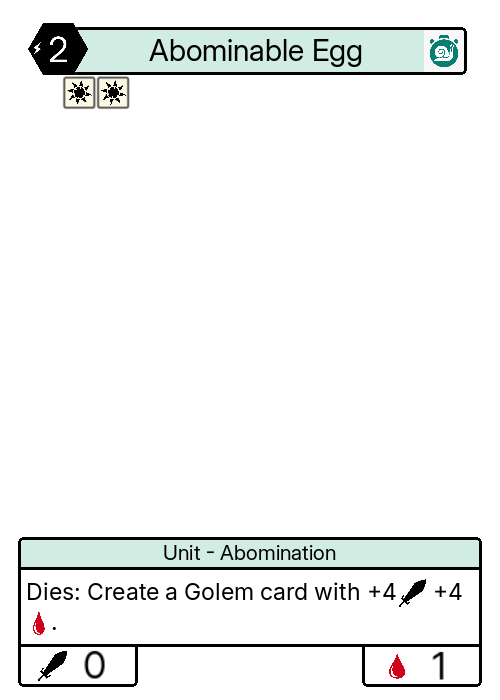 2 Abominable Egg
Unit - Abomination
Dies: Create a Golem card with +4 +4
.
0 1